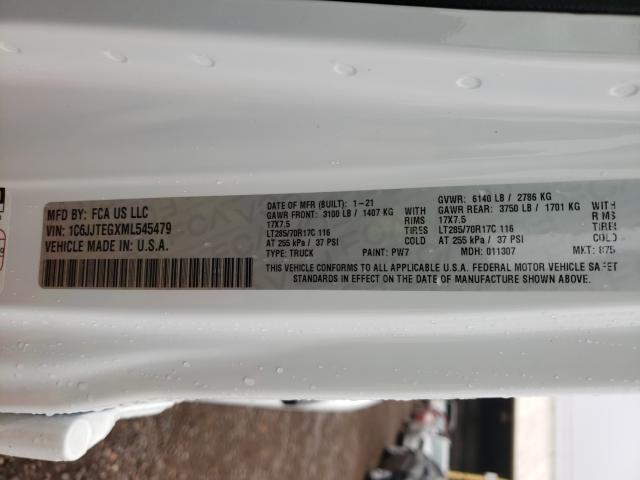 MFD BY: FCA US LLC
VIN: 1C6JJTEGXML545479
VEHICLE MADE IN U.S.A.
DATE OF MFR (BUILT): 1-21
GAWR FRONT: 3100 LB / 1407 KG WITH
17X7.5 RIMS
LT285/70R17C 116 TIRES
AT 255 kPa / 37 PSI COLD
TYPE: TRUCK PAINT: PW7
GVWR: 6140 LB / 2786 KG
GAWR REAR: 3750 LB / 1701 KG WITH
17X7.5 RIMS
LT285/70R17C 116 TIRES
AT 255 kPa / 37 PSI COLD
MDH: 011307 MKT: 875
THIS VEHICLE CONFORMS TO ALL APPLICABLE U.S.A. FEDERAL MOTOR VEHICLE SAFET
STANDARDS IN EFFECT ON THE DATE OF MANUFACTURE SHOWN ABOVE.